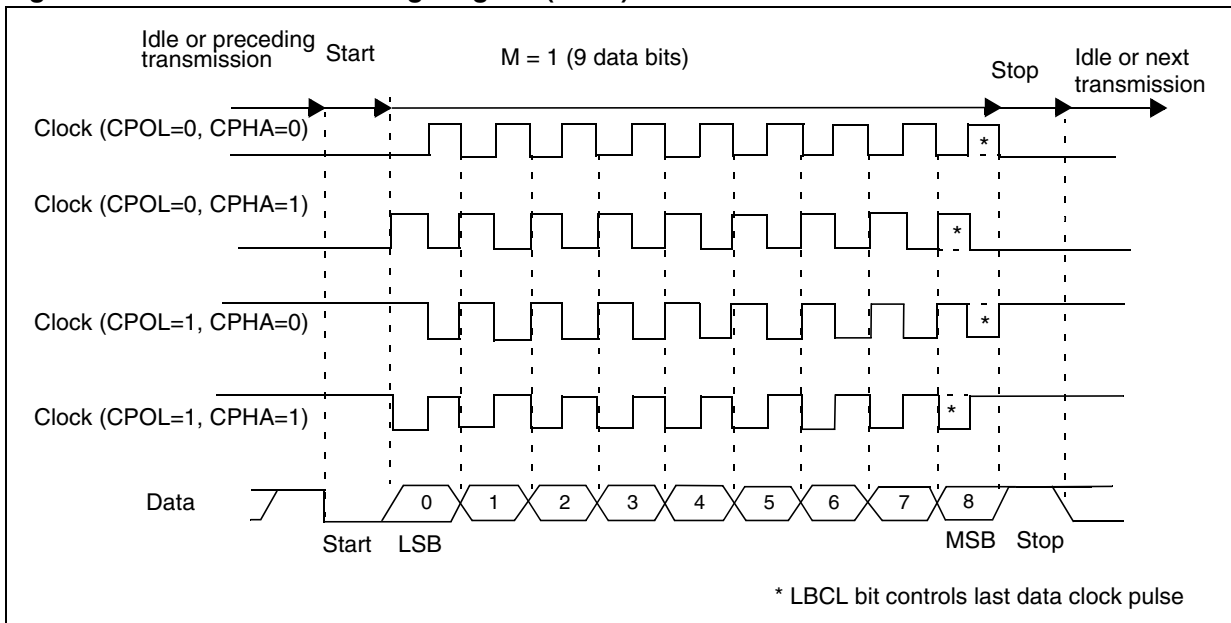 Idle or preceding
transmission
Start
M = 1 (9 data bits)
Stop
Idle or next
transmission
Clock (CPOL=0, CPHA=0)
*
Clock (CPOL=0, CPHA=1)
*
Clock (CPOL=1, CPHA=0)
*
Clock (CPOL=1, CPHA=1)
*
Data
0 1 2 3 4 5 6 7 8
Start LSB MSB Stop
* LBCL bit controls last data clock pulse